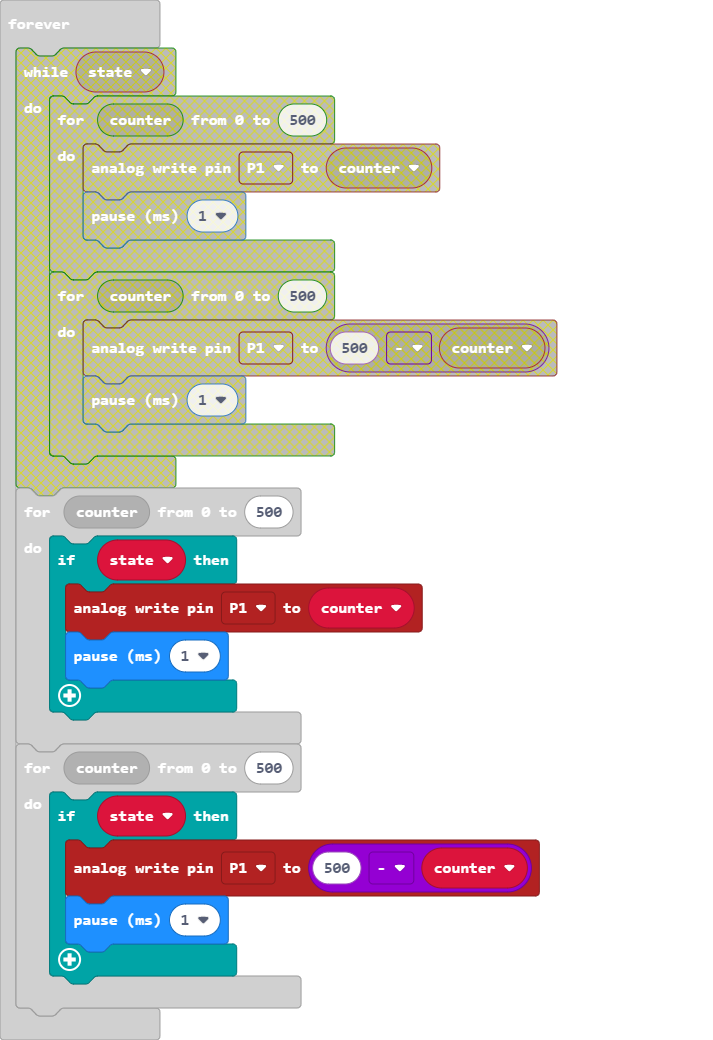 forever
while state
do
for counter from 0 to 500
do
analog write pin P1 to counter
pause (ms) 1
for counter from 0 to 500
do
analog write pin P1 to 500 - counter
pause (ms) 1
for counter from 0 to 500
do
if state then
analog write pin P1 to counter
pause (ms) 1
for counter from 0 to 500
do
if state then
analog write pin P1 to 500 - counter
pause (ms) 1